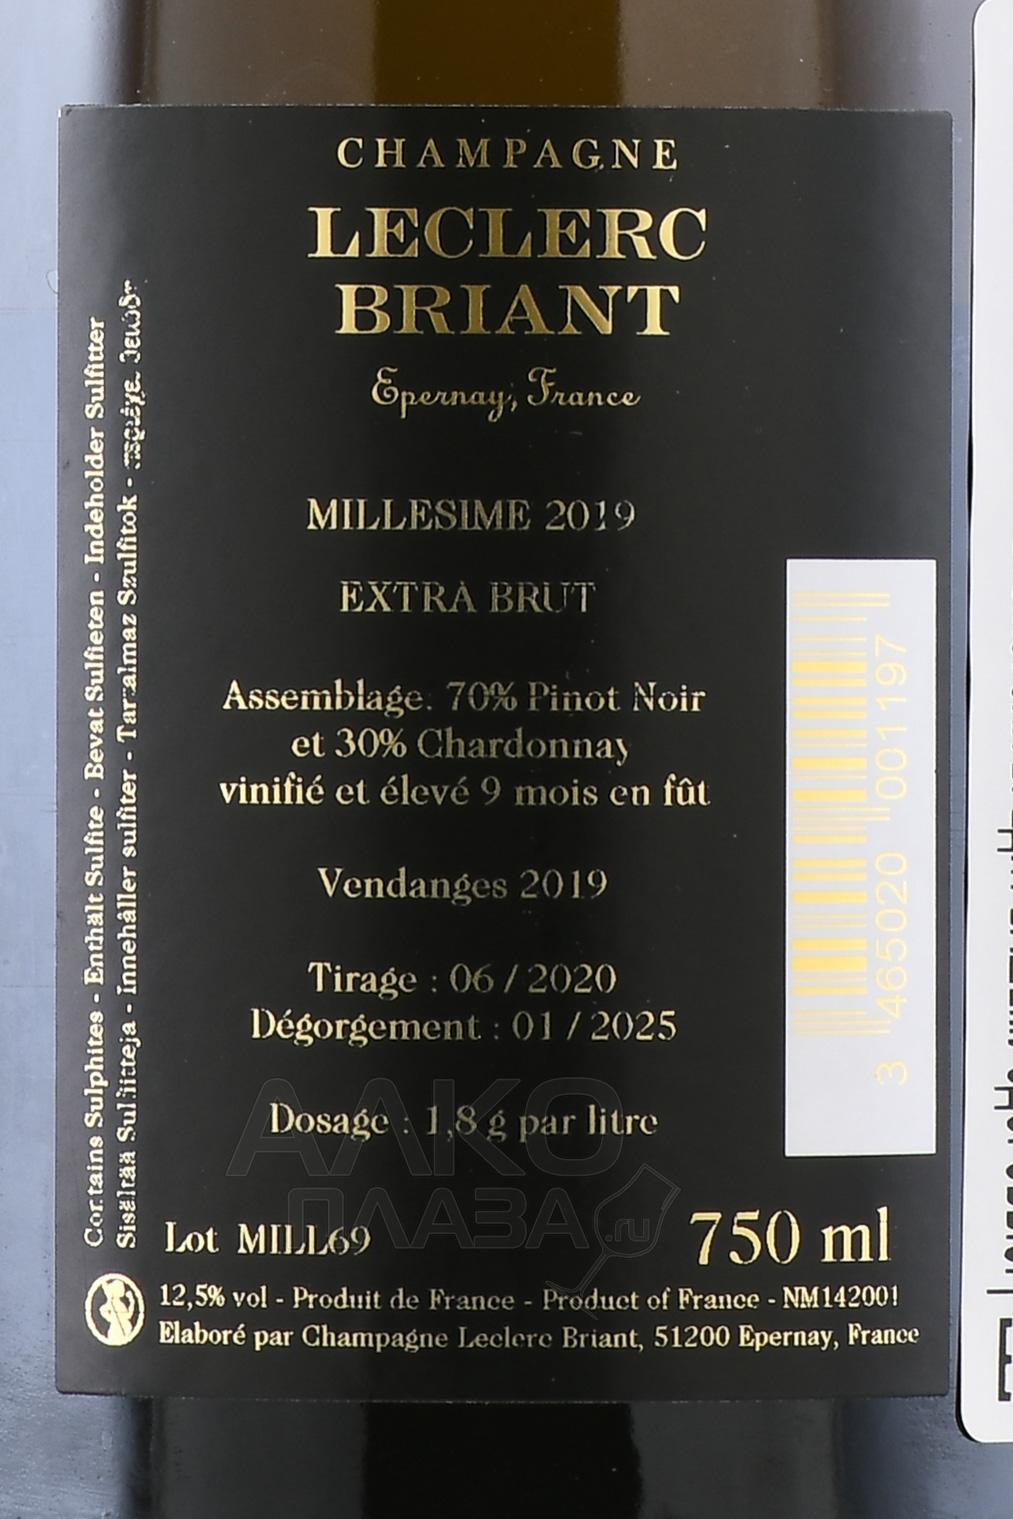 CHAMPAGNE
LECLERC
BRIANT
Epernay, France
MILLESIME 2019
EXTRA BRUT
Assemblage: 70% Pinot Noir
et 30% Chardonnay
vinifié et élevé 9 mois en fût
Vendanges 2019
Tirage : 06 / 2020
Dégorgement : 01 / 2025
Dosage : 1,8 g par litre
Lot MILL69
750 ml
12,5% vol - Produit de France - Product of France - NM142001
Elaboré par Champagne Leclerc Briant, 51200 Epernay, France
Contains Sulphites - Enthält Sulfite - Bevat Sulfieten - Indeholder Sulfitter
Sisältää Sulfiitteja - Innehåller sulfiter - Tartalmaz Szulfitok -
3 465020 001197
АЛКО
ПЛАЗА
.ru